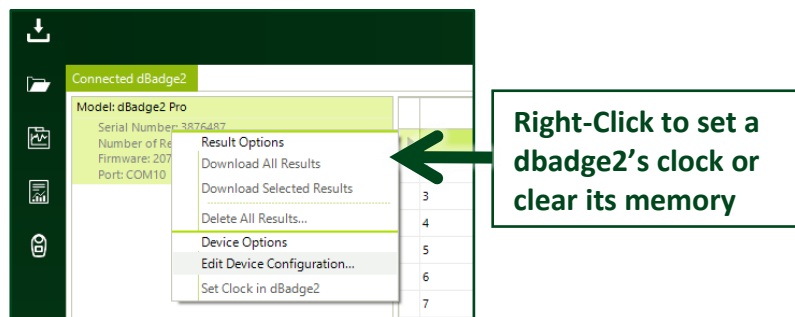 Connected dBadge2
Model: dBadge2 Pro
Serial Number: 3876487
Number of Re
Firmware: 207
Port: COM10
Result Options
Download All Results
Download Selected Results
Delete All Results...
Device Options
Edit Device Configuration...
Set Clock in dBadge2
3
4
5
6
7
Right-Click to set a
dbadge2’s clock or
clear its memory